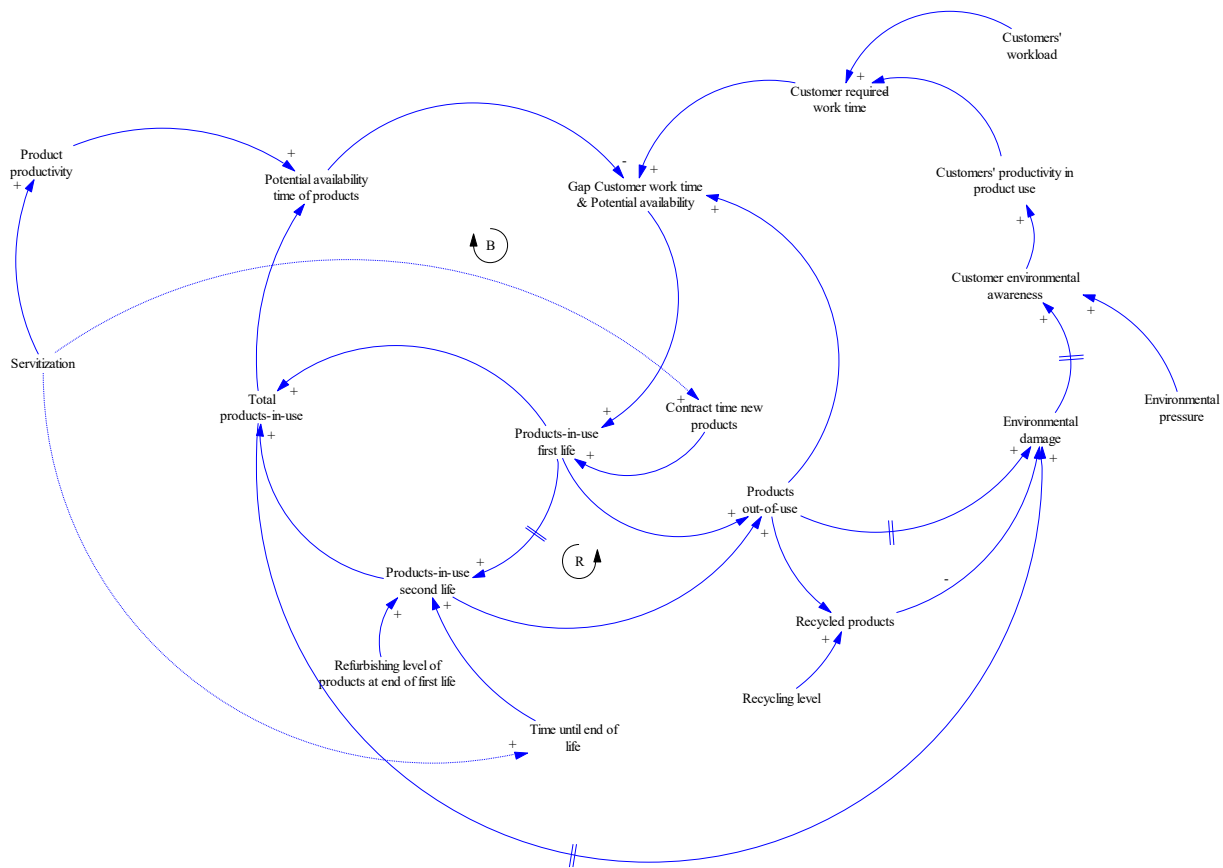 Customers'
workload
+
Customer required
-
work time
Product
productivity
+
+
Potential availability
time of products
-
+
Gap Customer work time
& Potential availability
+
Customers' productivity in
product use
+
B
Customer environmental
awareness
+
+
Servitization
Total
products-in-use
+
+
+
Contract time new
products
Environmental
pressure
Products-in-use
first life
+
+
Environmental
damage
+
+
Products
out-of-use
+
+
R
+
Products-in-use
second life
+
+
-
Recycled products
+
+
Refurbishing level of
products at end of first life
Recycling level
Time until end of
life
+